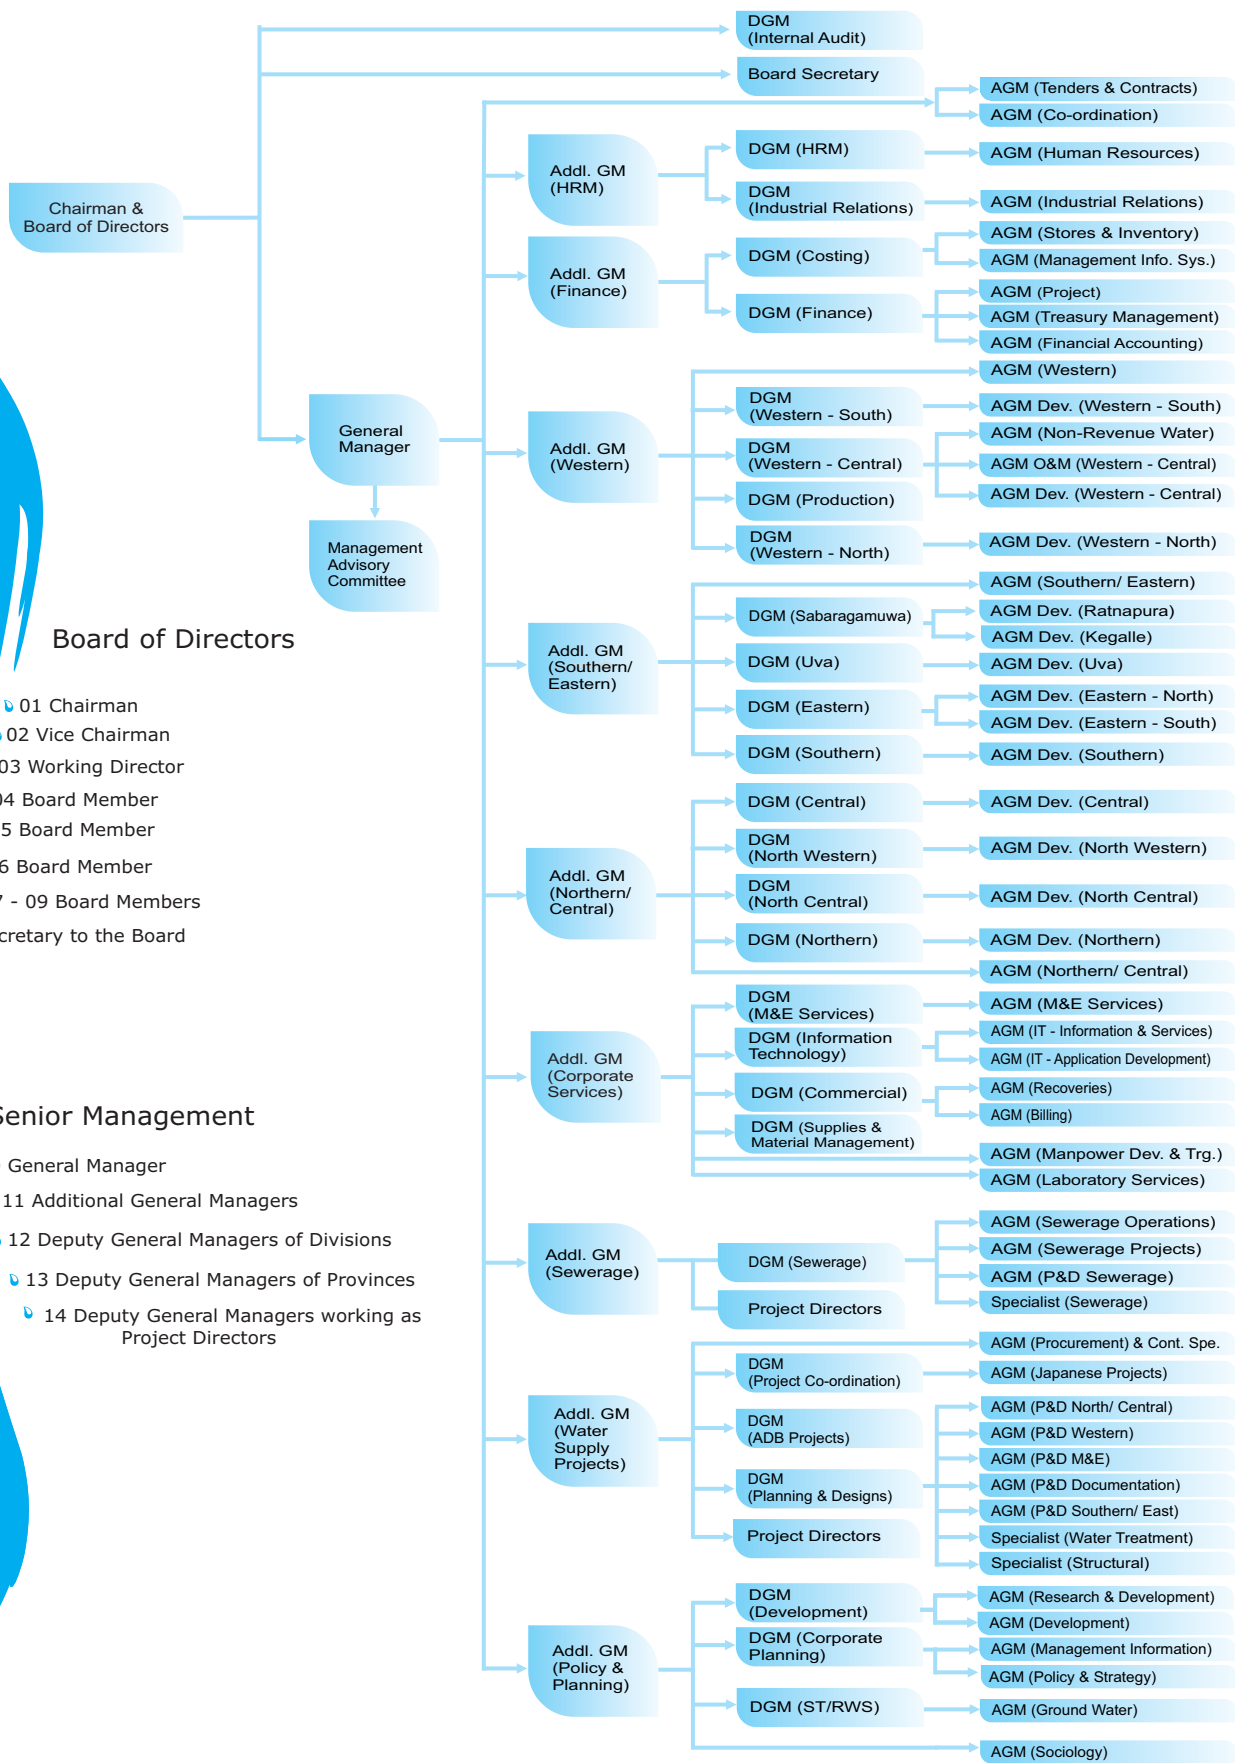 DGM
(Internal Audit)
Board Secretary
AGM (Tenders & Contracts)
AGM (Co-ordination)
Chairman &
Board of Directors
Addl. GM
(HRM)
DGM (HRM)
AGM (Human Resources)
DGM
(Industrial Relations)
AGM (Industrial Relations)
Addl. GM
(Finance)
DGM (Costing)
AGM (Stores & Inventory)
AGM (Management Info. Sys.)
DGM (Finance)
AGM (Project)
AGM (Treasury Management)
AGM (Financial Accounting)
General
Manager
Management
Advisory
Committee
Addl. GM
(Western)
AGM (Western)
DGM
(Western - South)
AGM Dev. (Western - South)
DGM
(Western - Central)
AGM (Non-Revenue Water)
AGM O&M (Western - Central)
AGM Dev. (Western - Central)
DGM (Production)
DGM
(Western - North)
AGM Dev. (Western - North)
Addl. GM
(Southern/
Eastern)
AGM (Southern/ Eastern)
DGM (Sabaragamuwa)
AGM Dev. (Ratnapura)
AGM Dev. (Kegalle)
DGM (Uva)
AGM Dev. (Uva)
DGM (Eastern)
AGM Dev. (Eastern - North)
AGM Dev. (Eastern - South)
DGM (Southern)
AGM Dev. (Southern)
Board of Directors
01 Chairman
02 Vice Chairman
03 Working Director
04 Board Member
5 Board Member
6 Board Member
7 - 09 Board Members
cretary to the Board
Addl. GM
(Northern/
Central)
DGM (Central)
AGM Dev. (Central)
DGM
(North Western)
AGM Dev. (North Western)
DGM
(North Central)
AGM Dev. (North Central)
DGM (Northern)
AGM Dev. (Northern)
AGM (Northern/ Central)
Addl. GM
(Corporate
Services)
DGM
(M&E Services)
AGM (M&E Services)
DGM (Information
Technology)
AGM (IT - Information & Services)
AGM (IT - Application Development)
DGM (Commercial)
AGM (Recoveries)
AGM (Billing)
DGM (Supplies &
Material Management)
AGM (Manpower Dev. & Trg.)
AGM (Laboratory Services)
Senior Management
General Manager
11 Additional General Managers
12 Deputy General Managers of Divisions
13 Deputy General Managers of Provinces
14 Deputy General Managers working as
Project Directors
Addl. GM
(Sewerage)
DGM (Sewerage)
AGM (Sewerage Operations)
AGM (Sewerage Projects)
AGM (P&D Sewerage)
Specialist (Sewerage)
Project Directors
Addl. GM
(Water
Supply
Projects)
AGM (Procurement) & Cont. Spe.
DGM
(Project Co-ordination)
AGM (Japanese Projects)
DGM
(ADB Projects)
DGM
(Planning & Designs)
AGM (P&D North/ Central)
AGM (P&D Western)
AGM (P&D M&E)
AGM (P&D Documentation)
AGM (P&D Southern/ East)
Specialist (Water Treatment)
Specialist (Structural)
Project Directors
Addl. GM
(Policy &
Planning)
DGM
(Development)
AGM (Research & Development)
AGM (Development)
DGM (Corporate
Planning)
AGM (Management Information)
AGM (Policy & Strategy)
DGM (ST/RWS)
AGM (Ground Water)
AGM (Sociology)